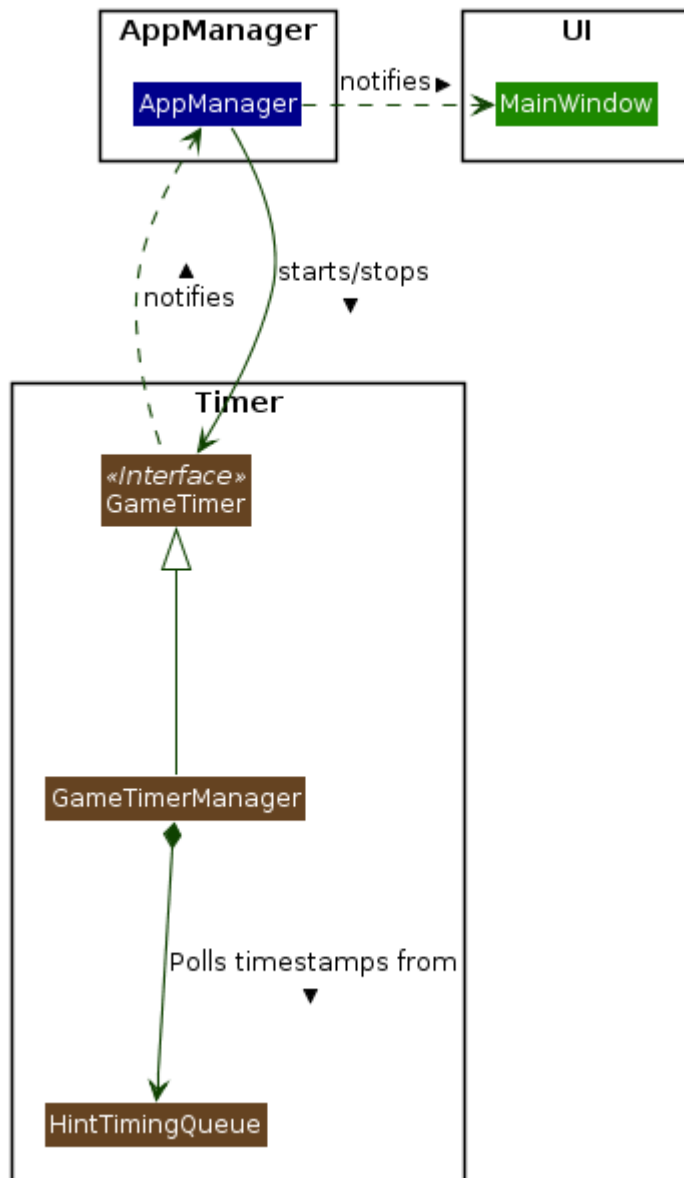 AppManager
UI
AppManager
notifies ▶
MainWindow
▲
notifies
starts/stops
▼
Timer
«Interface»
GameTimer
GameTimerManager
Polls timestamps from
▼
HintTimingQueue